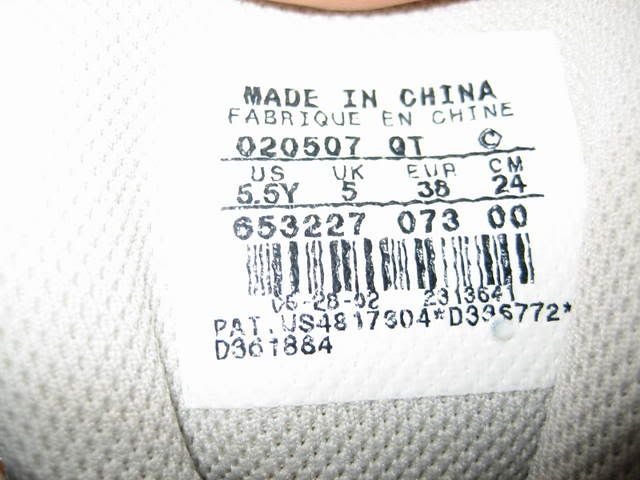 MADE IN CHINA
FABRIQUE EN CHINE
020507 QT C
US UK EUR CM
5.5Y 5 38 24
653227 073 00
06-28-02 2313641
PAT.US4817304*D336772*
D361884